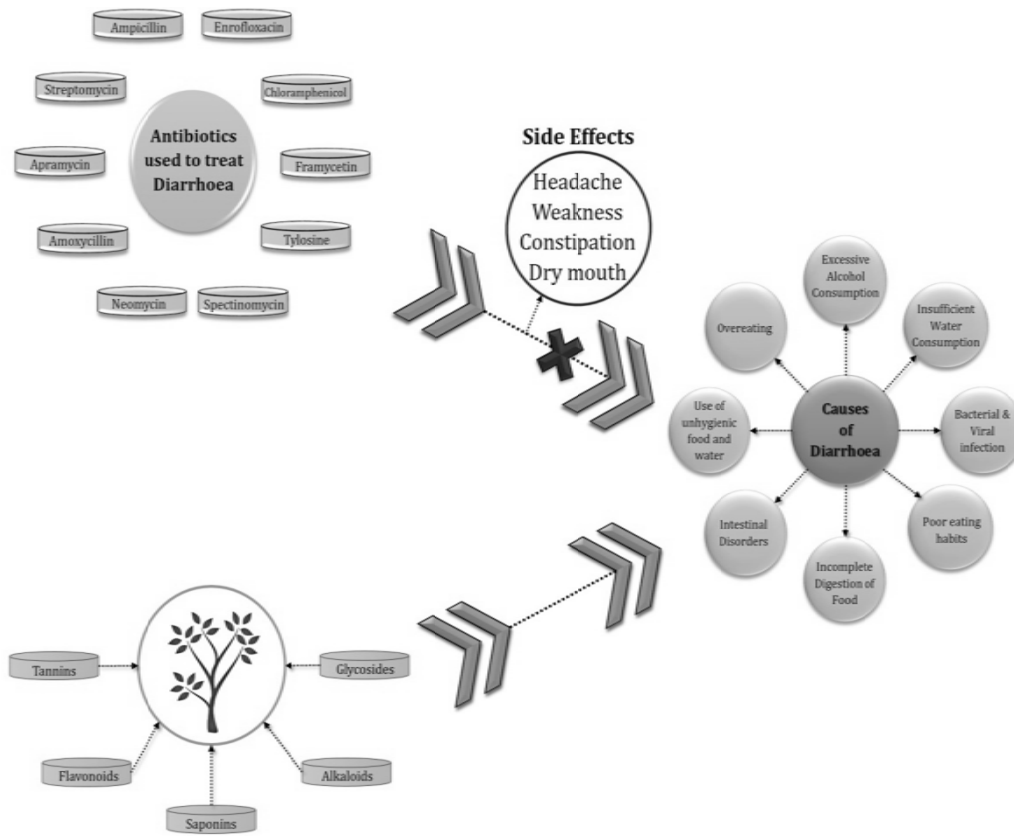 Ampicillin
Enrofloxacin
Streptomycin
Chloramphenicol
Antibiotics
used to treat
Diarrhoea
Apramycin
Framycetin
Amoxycillin
Tylosine
Neomycin
Spectinomycin
Side Effects
Headache
Weakness
Constipation
Dry mouth
Excessive
Alcohol
Consumption
Overeating
Insufficient
Water
Consumption
Use of
unhygienic
food and
water
Causes
of
Diarrhoea
Bacterial &
Viral
infection
Intestinal
Disorders
Poor eating
habits
Incomplete
Digestion of
Food
Tannins
Glycosides
Flavonoids
Alkaloids
Saponins